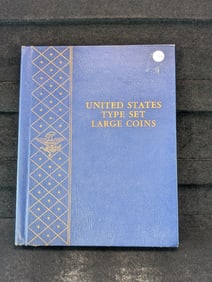 UNITED STATES
TYPE SET
LARGE COINS